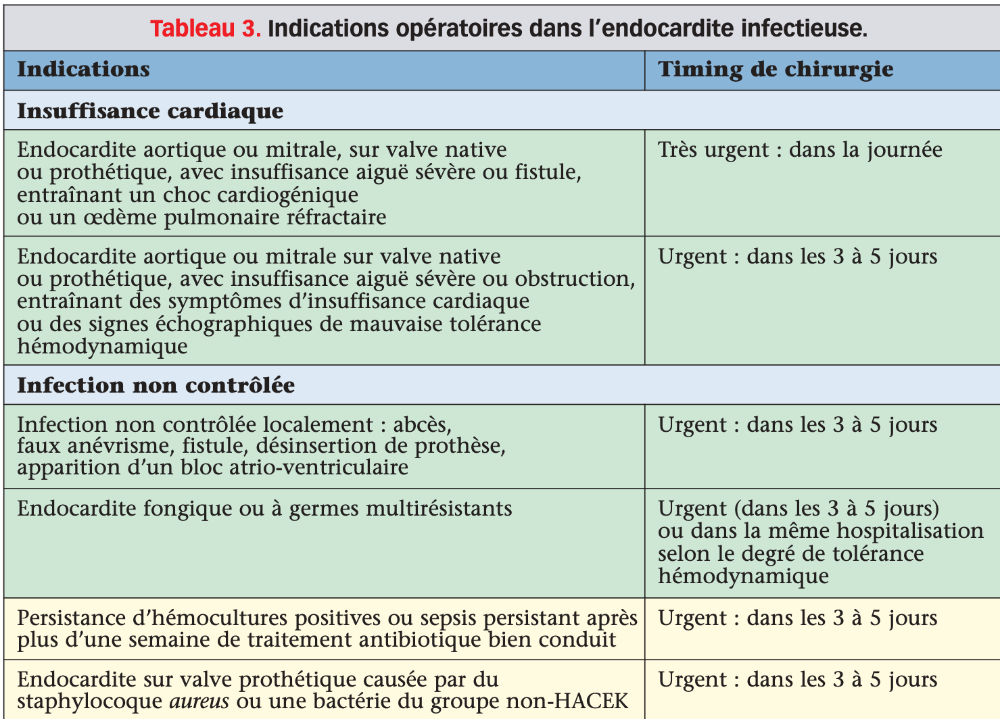 Tableau 3. Indications opératoires dans l'endocardite infectieuse.
Indications
Timing de chirurgie
Insuffisance cardiaque
Endocardite aortique ou mitrale, sur valve native
ou prothétique, avec insuffisance aiguë sévère ou fistule,
entraînant un choc cardiogénique
ou un œdème pulmonaire réfractaire
Très urgent : dans la journée
Endocardite aortique ou mitrale sur valve native
ou prothétique, avec insuffisance aiguë sévère ou obstruction,
entraînant des symptômes d'insuffisance cardiaque
ou des signes échographiques de mauvaise tolérance
hémodynamique
Urgent : dans les 3 à 5 jours
Infection non contrôlée
Infection non contrôlée localement : abcès,
faux anévrisme, fistule, désinsertion de prothèse,
apparition d'un bloc atrio-ventriculaire
Urgent : dans les 3 à 5 jours
Endocardite fongique ou à germes multirésistants
Urgent (dans les 3 à 5 jours)
ou dans la même hospitalisation
selon le degré de tolérance
hémodynamique
Persistance d'hémocultures positives ou sepsis persistant après
plus d'une semaine de traitement antibiotique bien conduit
Urgent : dans les 3 à 5 jours
Endocardite sur valve prothétique causée par du
staphylocoque aureus ou une bactérie du groupe non-HACEK
Urgent : dans les 3 à 5 jours